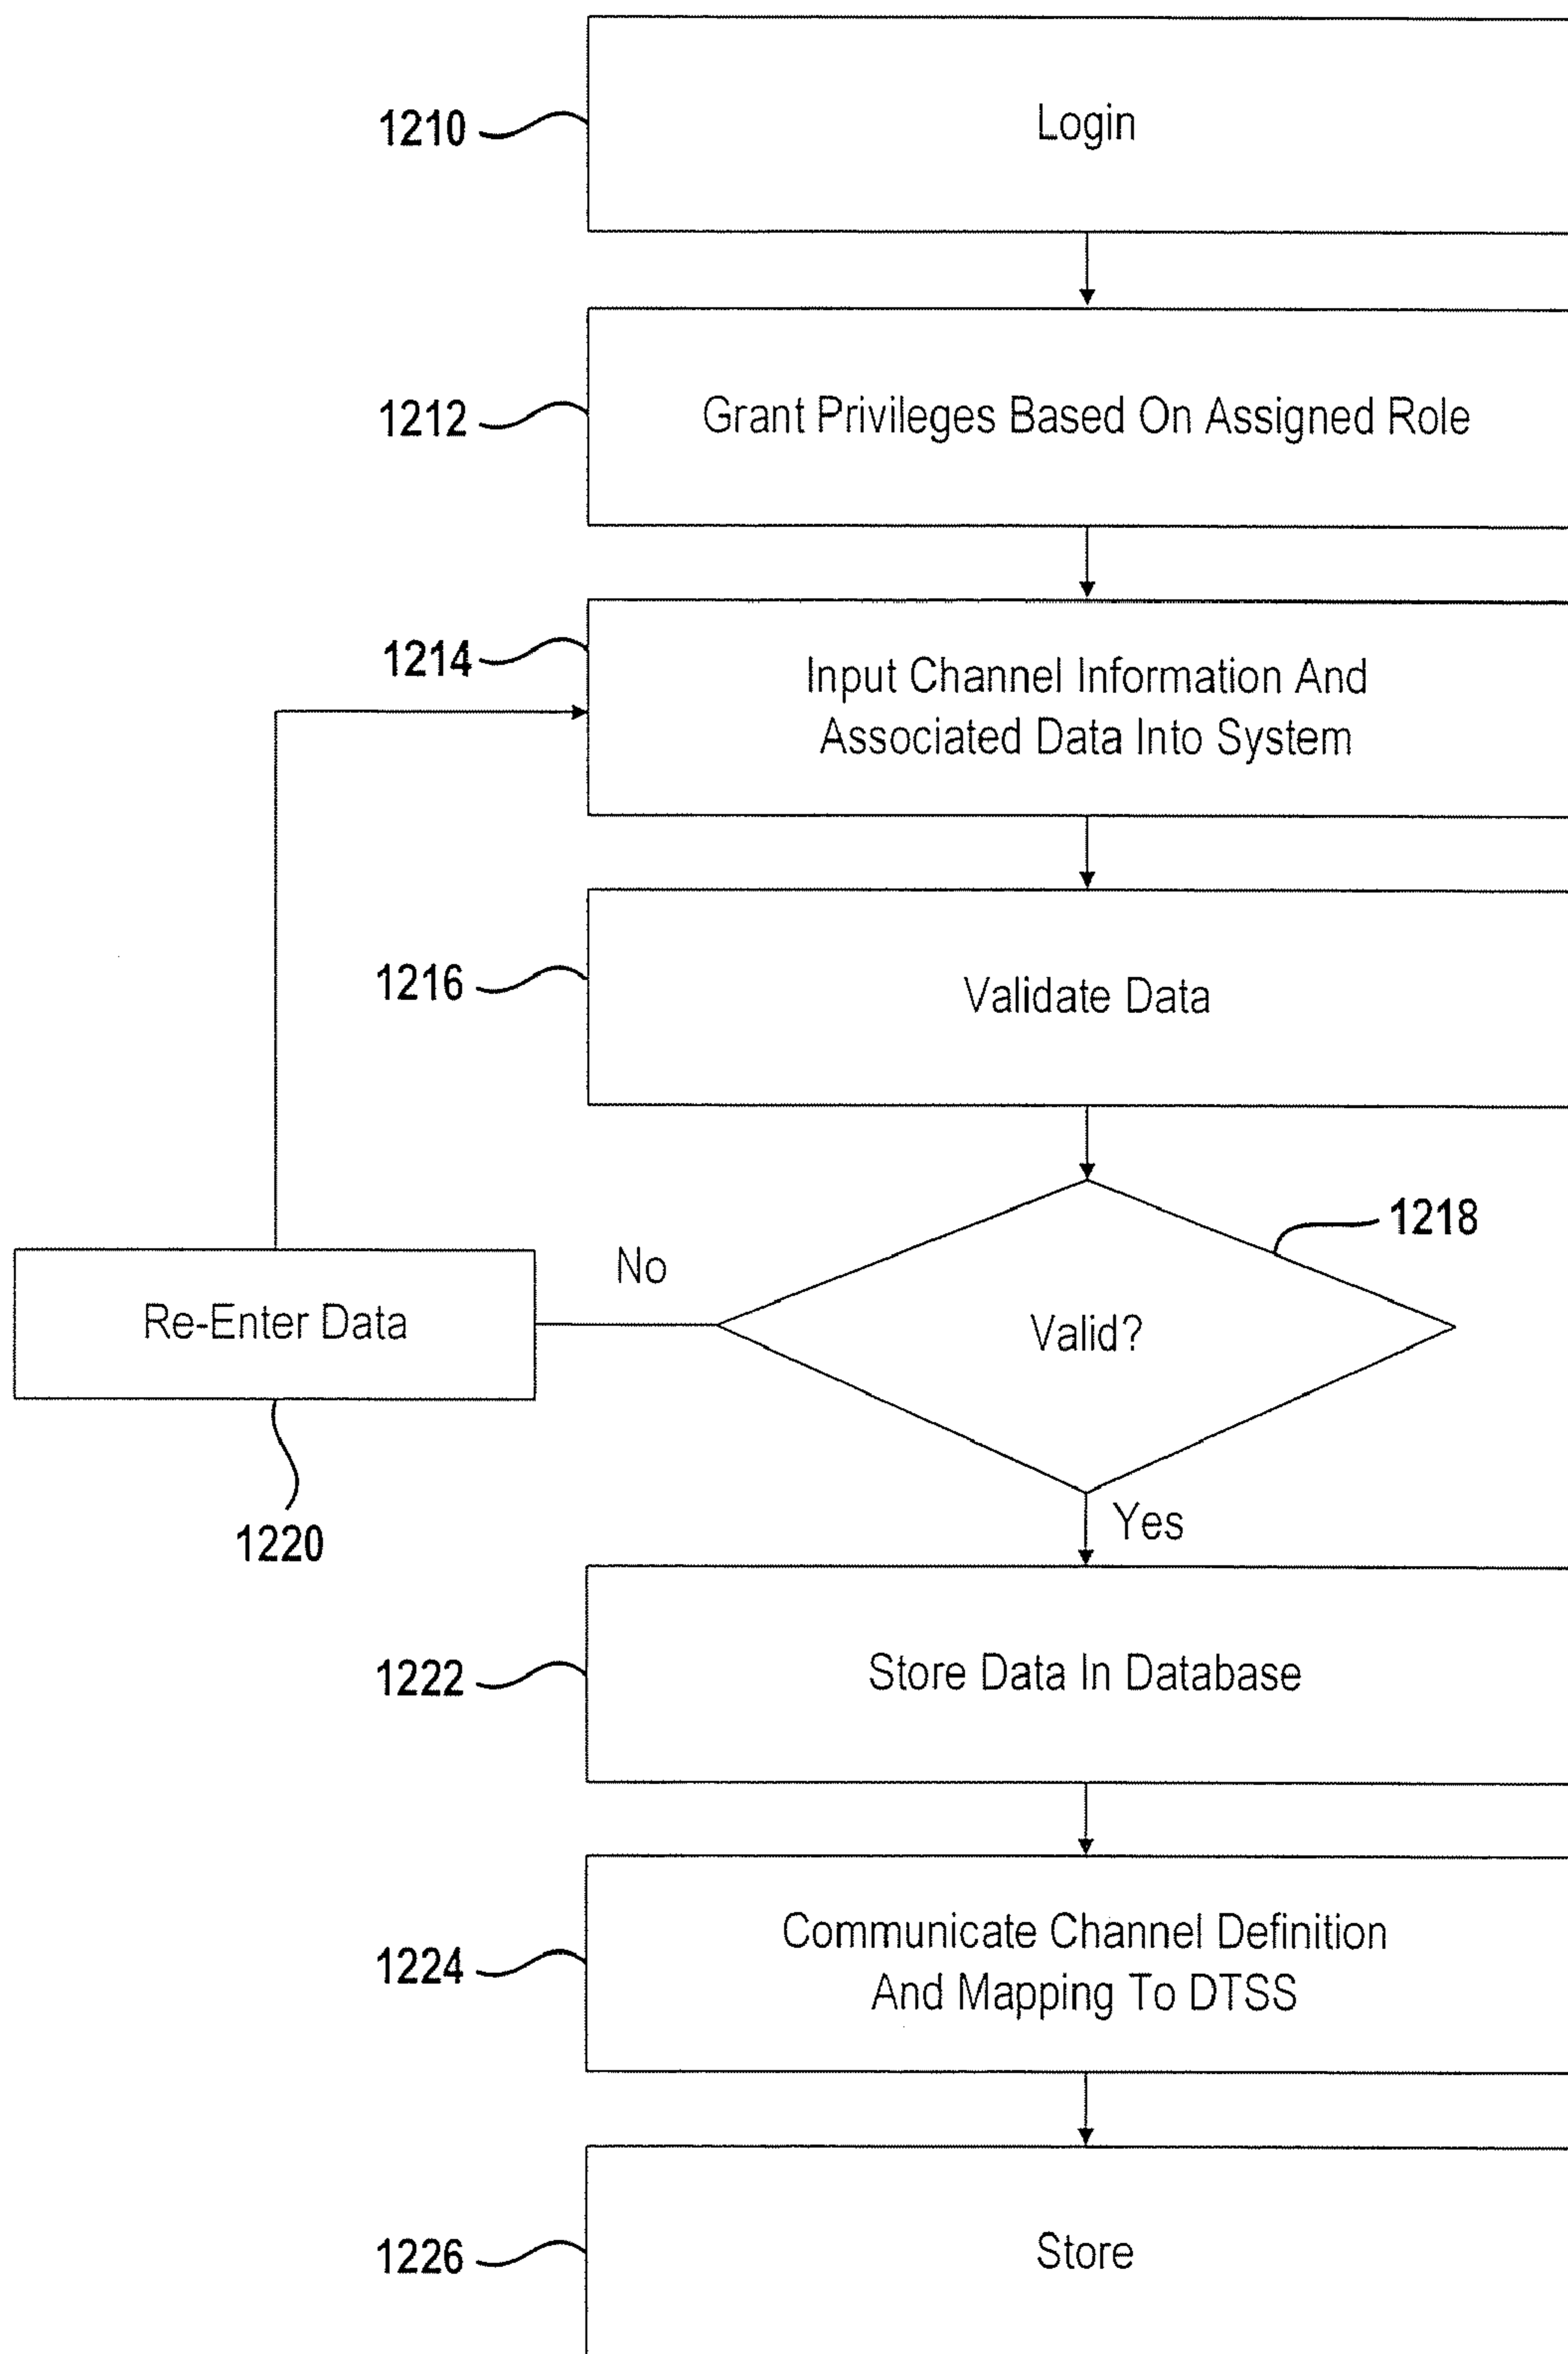 1210
Login
1212
Grant Privileges Based On Assigned Role
1214
Input Channel Information And
Associated Data Into System
1216
Validate Data
1218
Valid?
No
Re-Enter Data
1220
Yes
1222
Store Data In Database
1224
Communicate Channel Definition
And Mapping To DTSS
1226
Store